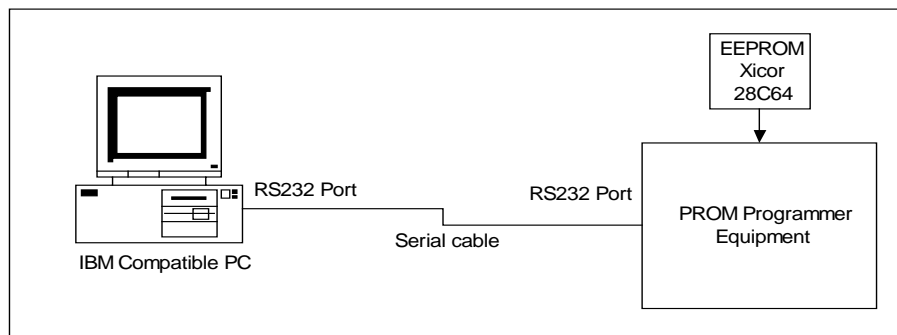 EEPROM
Xicor
28C64
RS232 Port
RS232 Port
PROM Programmer
Equipment
Serial cable
IBM Compatible PC